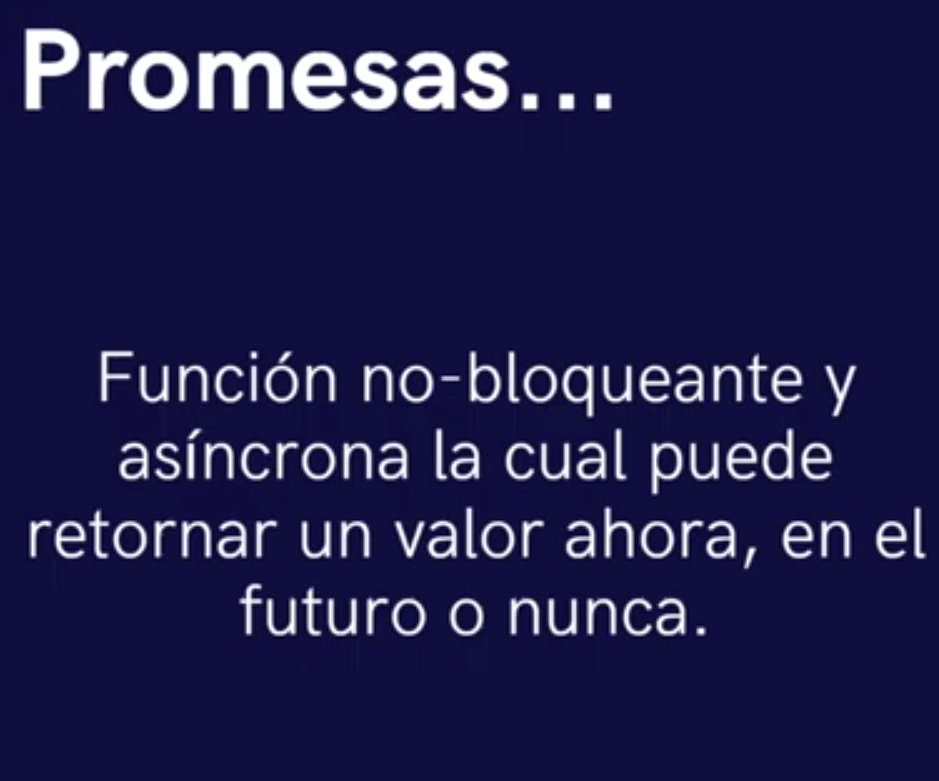 Promesas...
Función no-bloqueante y
asíncrona la cual puede
retornar un valor ahora, en el
futuro o nunca.